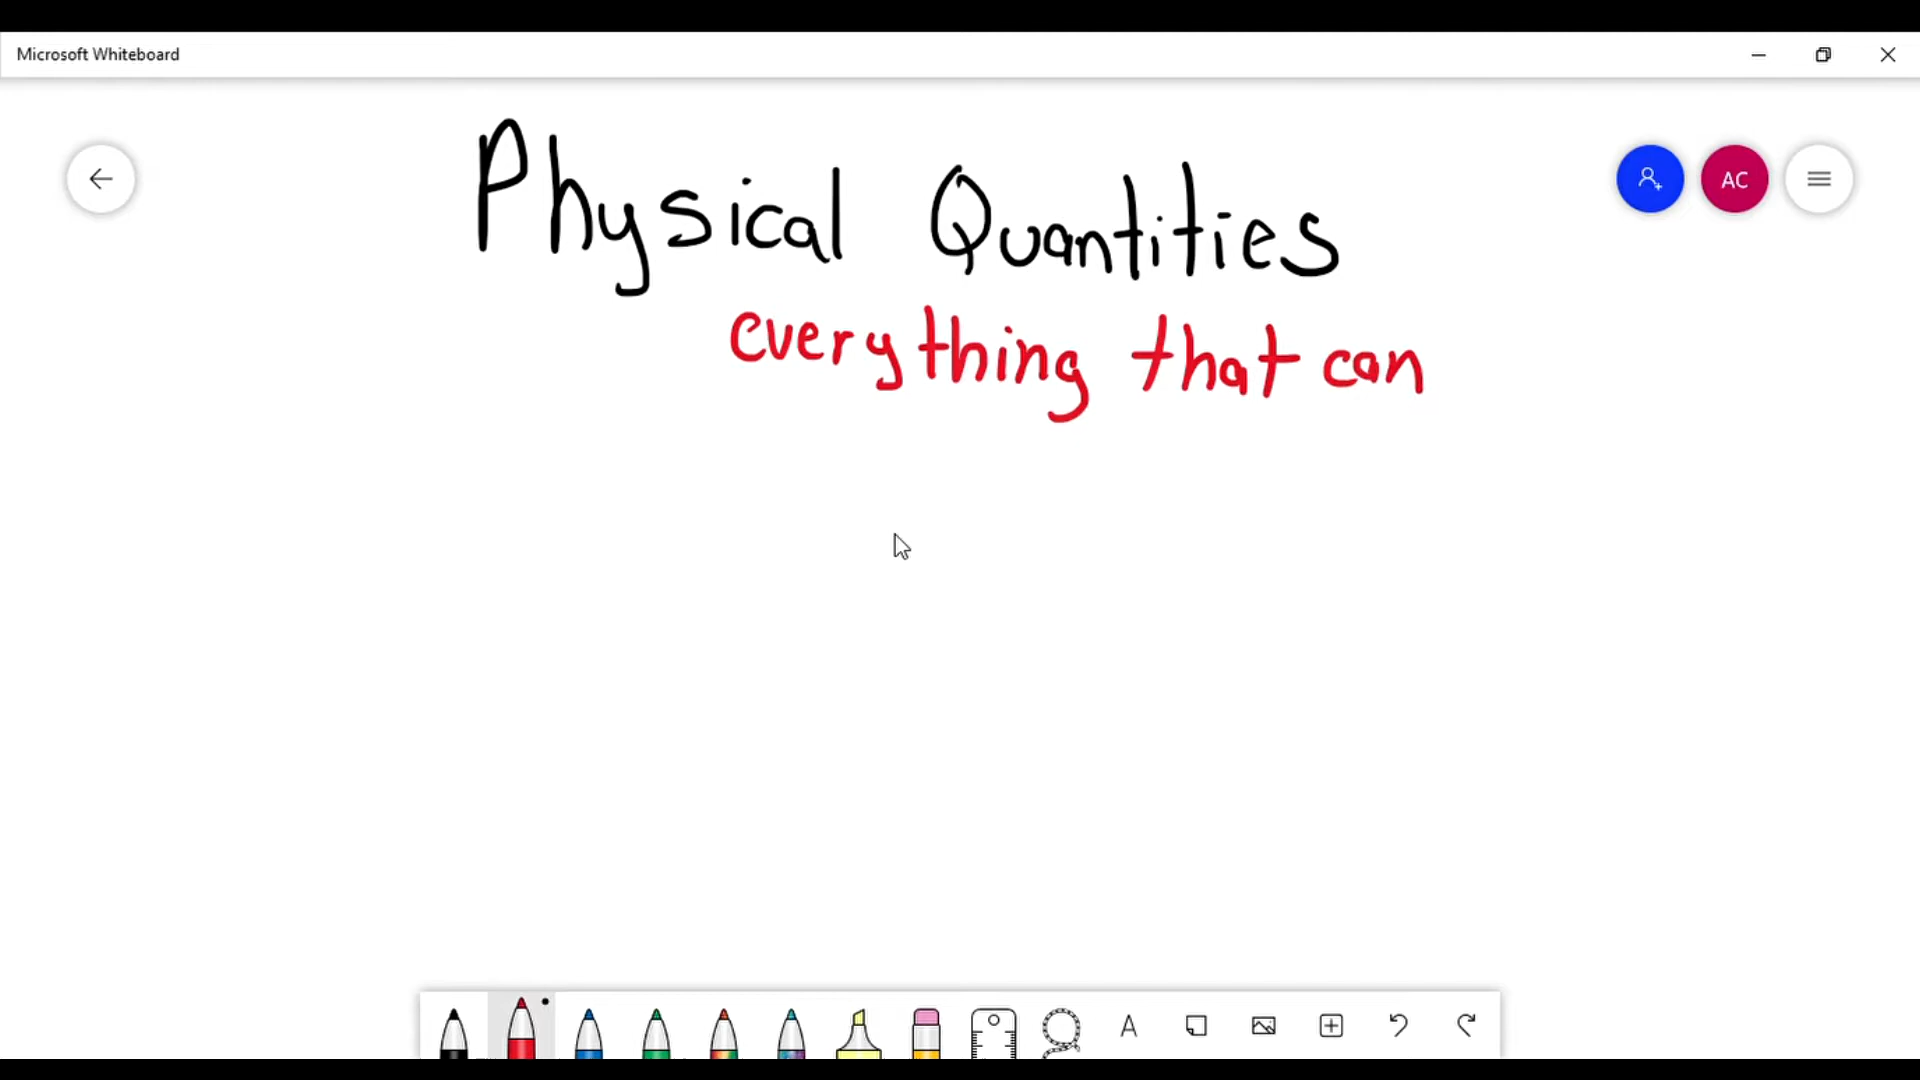 Microsoft Whiteboard
Physical Quantities
AC
everything that can
A